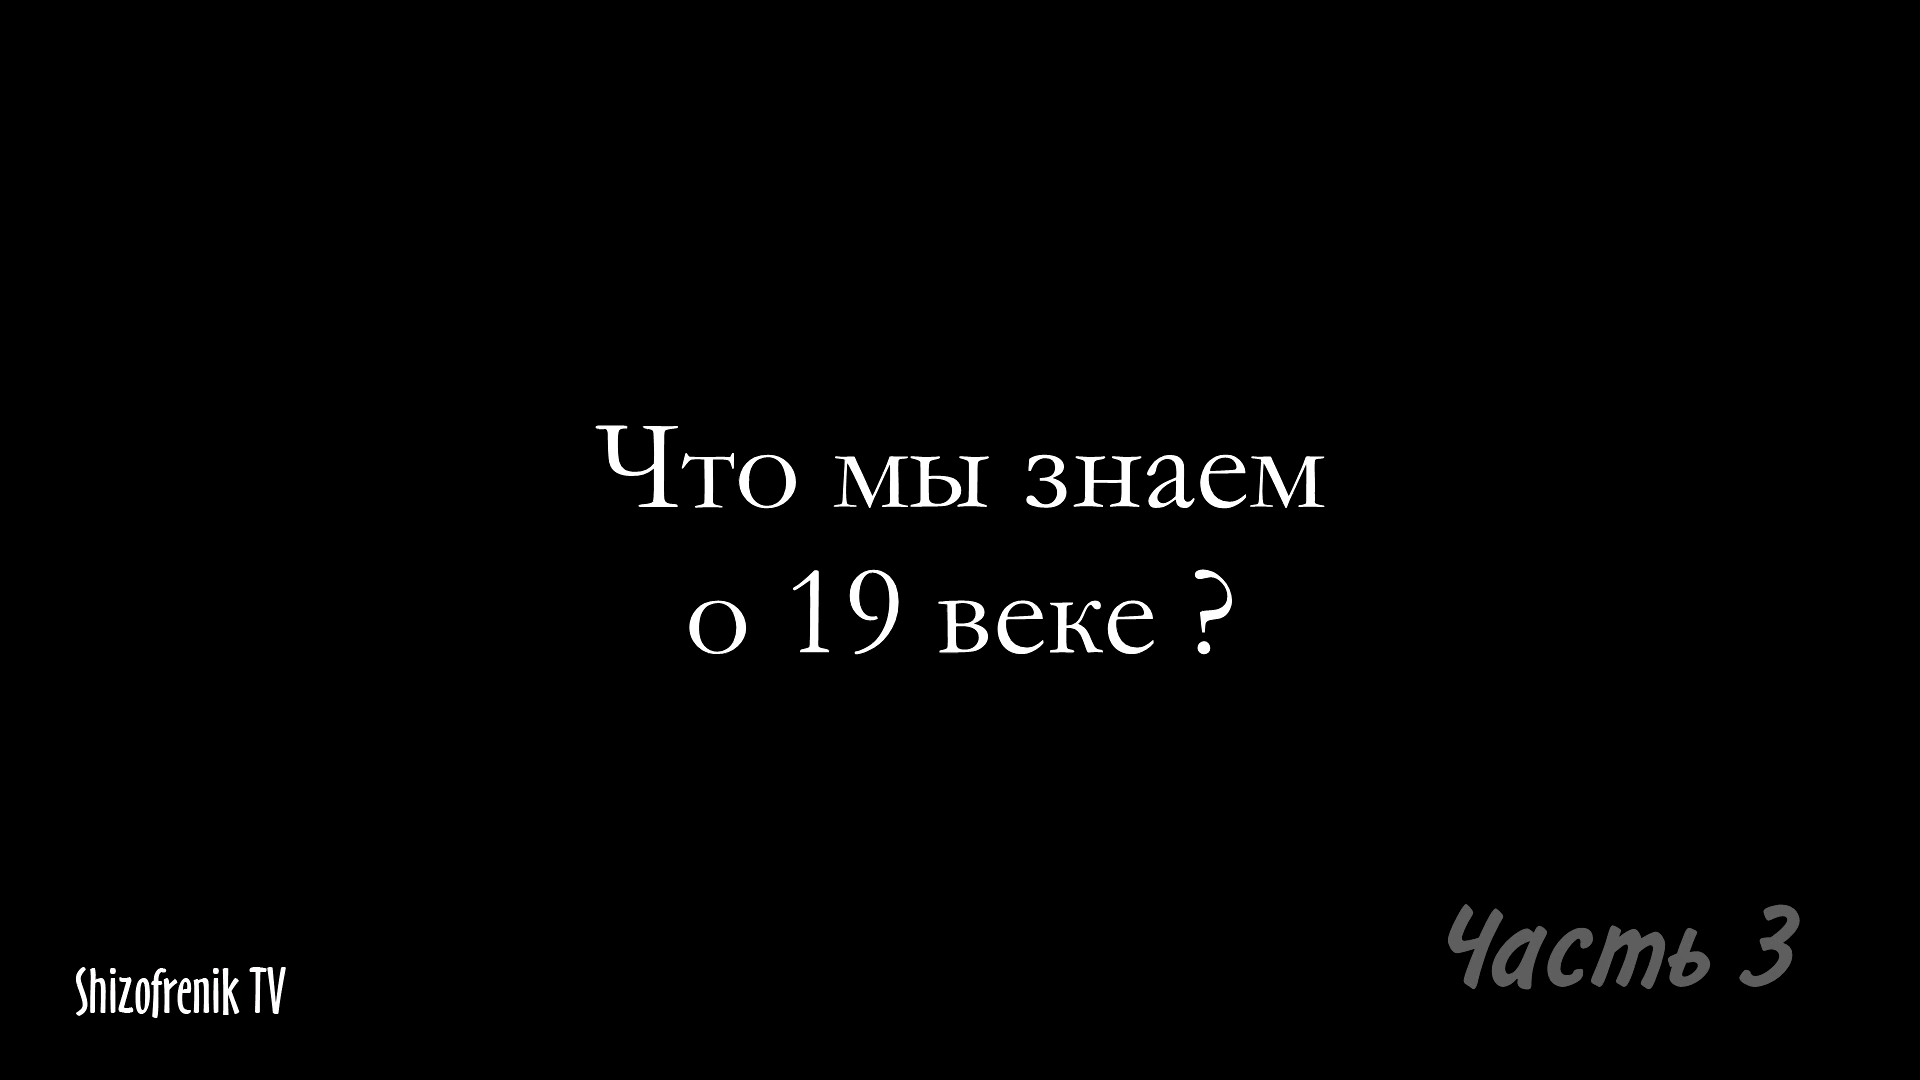 Что мы знаем
о 19 веке ?
Часть 3
Shizofrenik TV